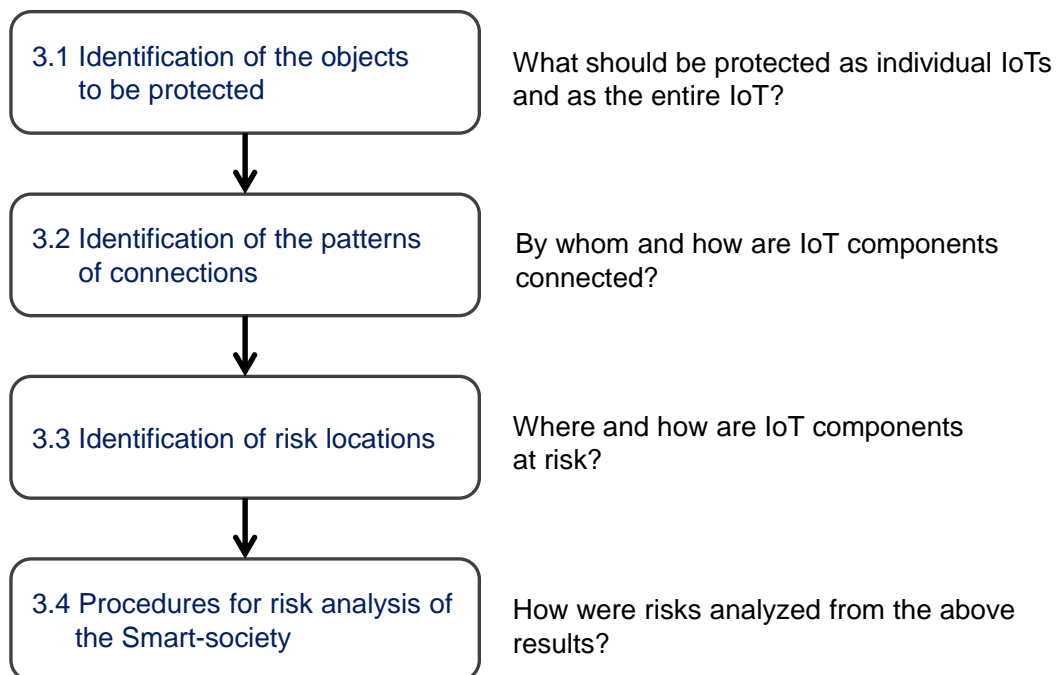 3.1 Identification of the objects
to be protected
What should be protected as individual IoTs
and as the entire IoT?
3.2 Identification of the patterns
of connections
By whom and how are IoT components
connected?
3.3 Identification of risk locations
Where and how are IoT components
at risk?
3.4 Procedures for risk analysis of
the Smart-society
How were risks analyzed from the above
results?